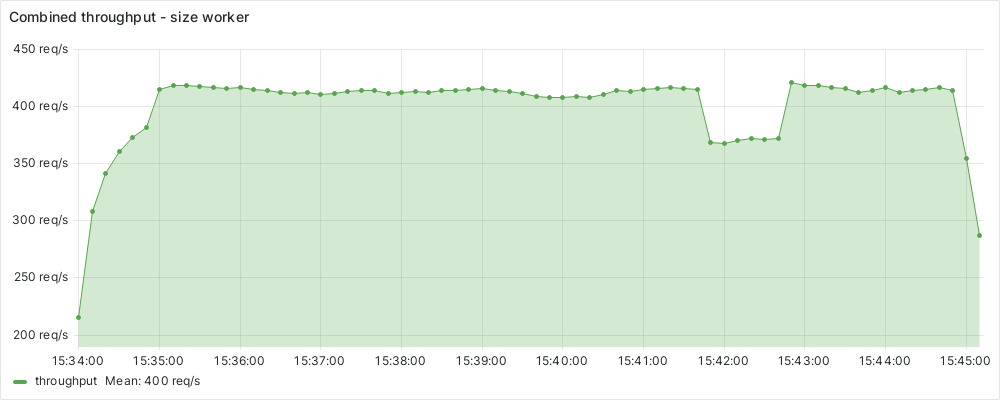 Combined throughput - size worker
450 req/s
400 req/s
350 req/s
300 req/s
250 req/s
200 req/s
15:34:00 15:35:00 15:36:00 15:37:00 15:38:00 15:39:00 15:40:00 15:41:00 15:42:00 15:43:00 15:44:00 15:45:00
throughput Mean: 400 req/s